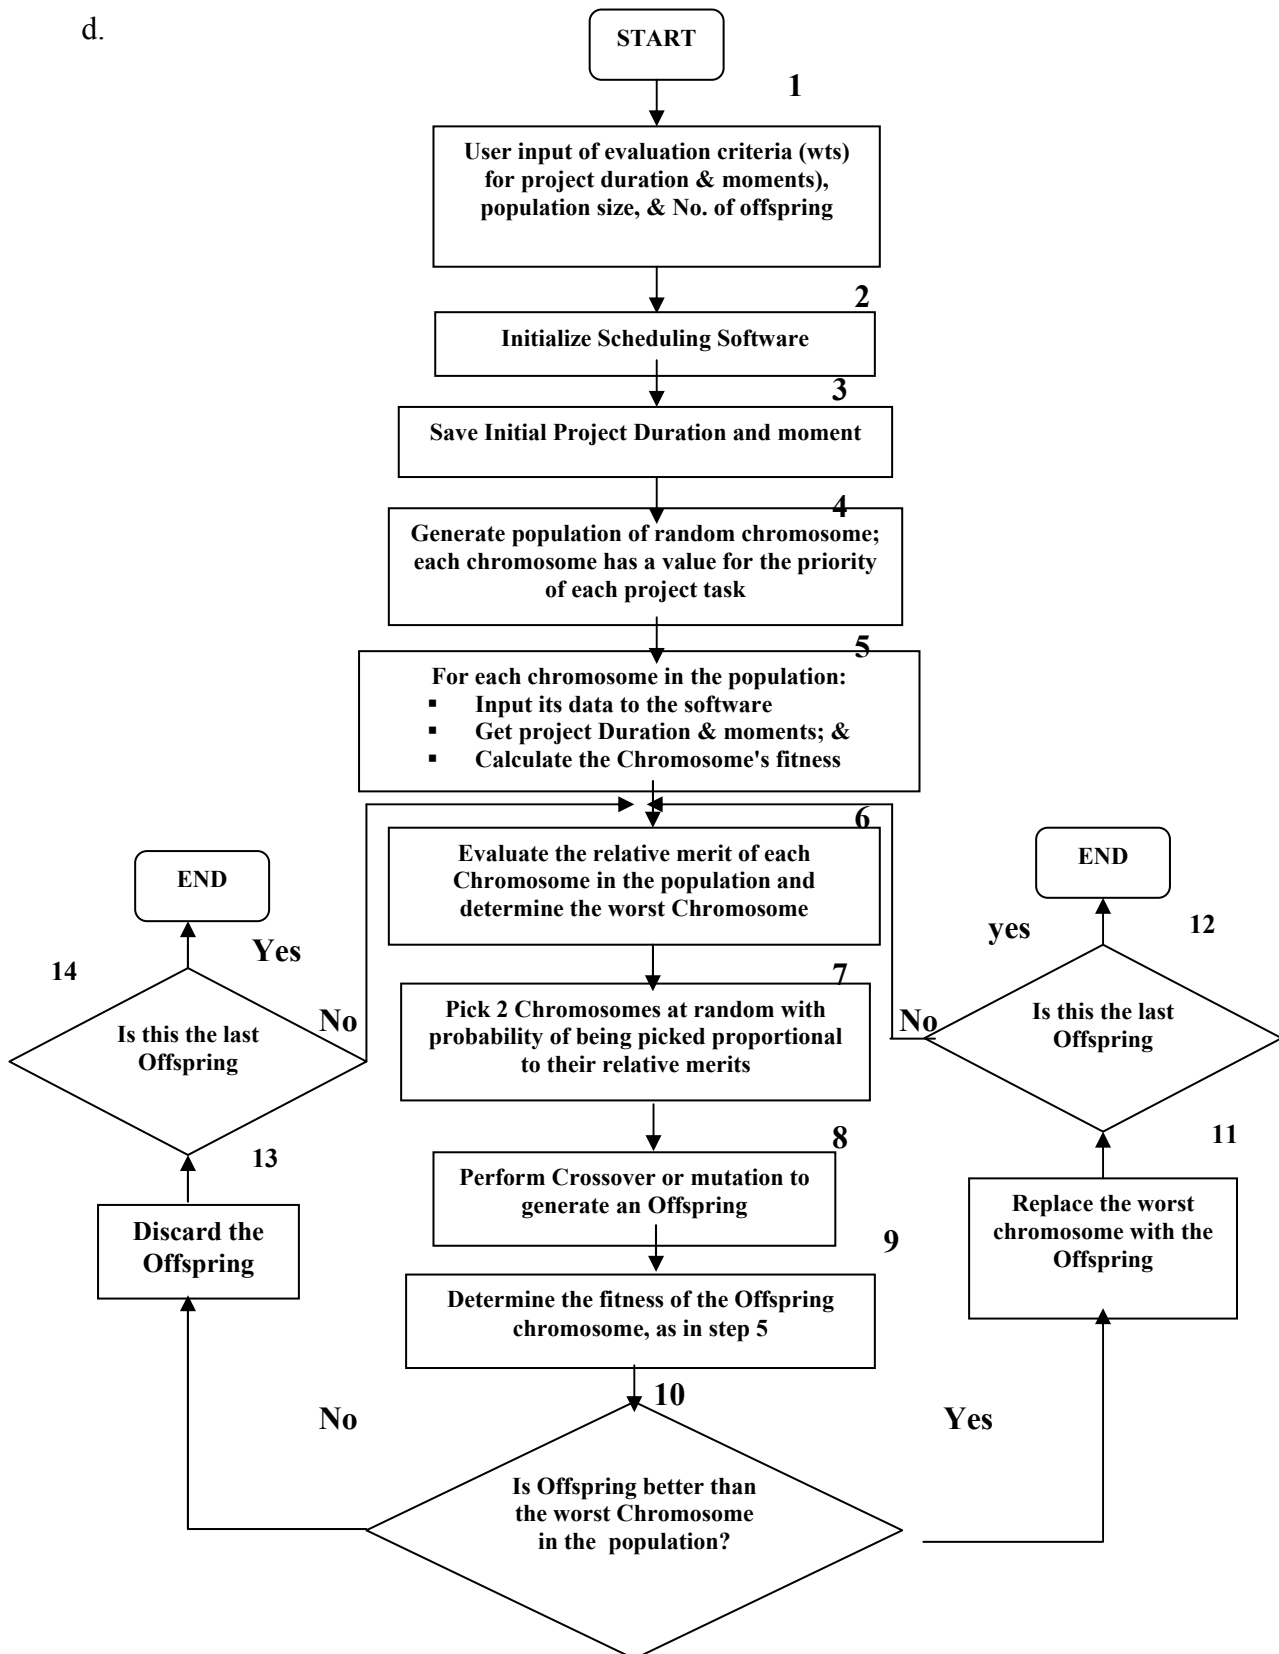 d.
START
1
User input of evaluation criteria (wts)
for project duration & moments),
population size, & No. of offspring
2
Initialize Scheduling Software
3
Save Initial Project Duration and moment
4
Generate population of random chromosome;
each chromosome has a value for the priority
of each project task
5
For each chromosome in the population:
▪ Input its data to the software
▪ Get project Duration & moments; &
▪ Calculate the Chromosome's fitness
6
Evaluate the relative merit of each
Chromosome in the population and
determine the worst Chromosome
END
END
Yes
yes
12
14
7
Is this the last
Offspring
No
Pick 2 Chromosomes at random with
probability of being picked proportional
to their relative merits
No
Is this the last
Offspring
13
8
11
Perform Crossover or mutation to
generate an Offspring
Discard the
Offspring
Replace the worst
chromosome with the
Offspring
9
Determine the fitness of the Offspring
chromosome, as in step 5
10
No
Yes
Is Offspring better than
the worst Chromosome
in the population?